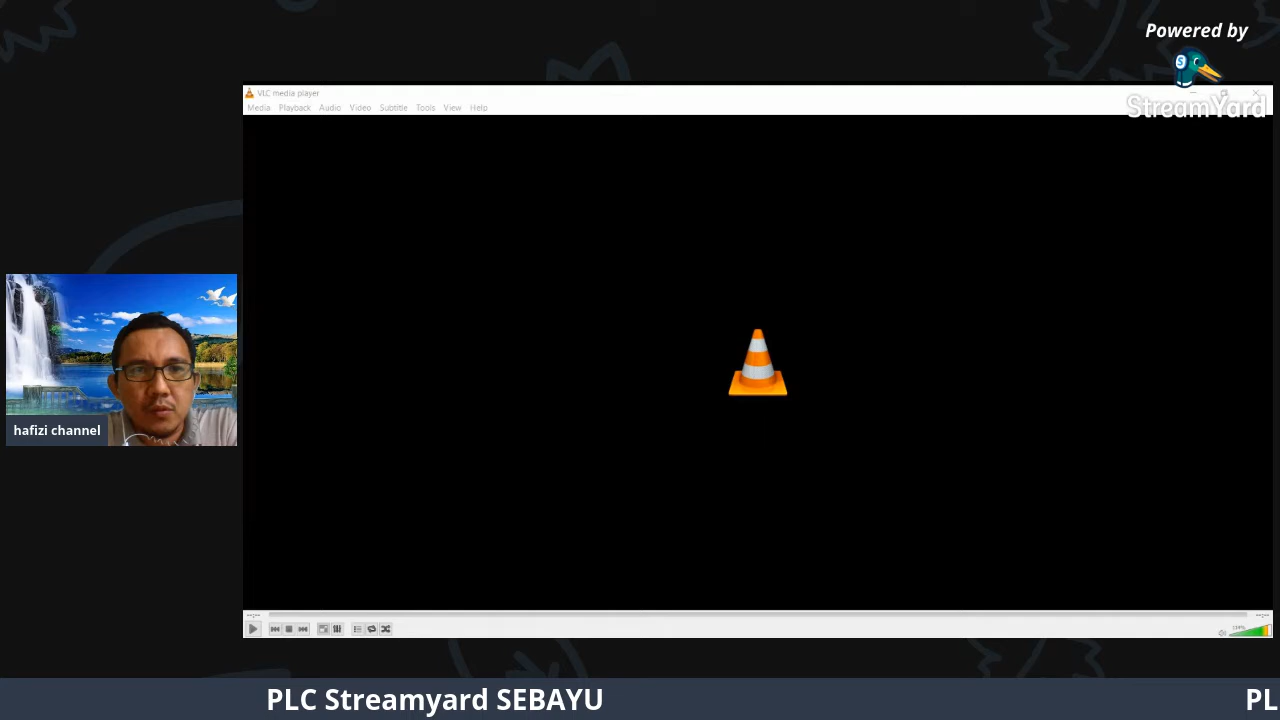 Powered by
StreamYard
VLC media player
Media Playback Audio Video Subtitle Tools View Help
hafizi channel
PLC Streamyard SEBAYU
PL